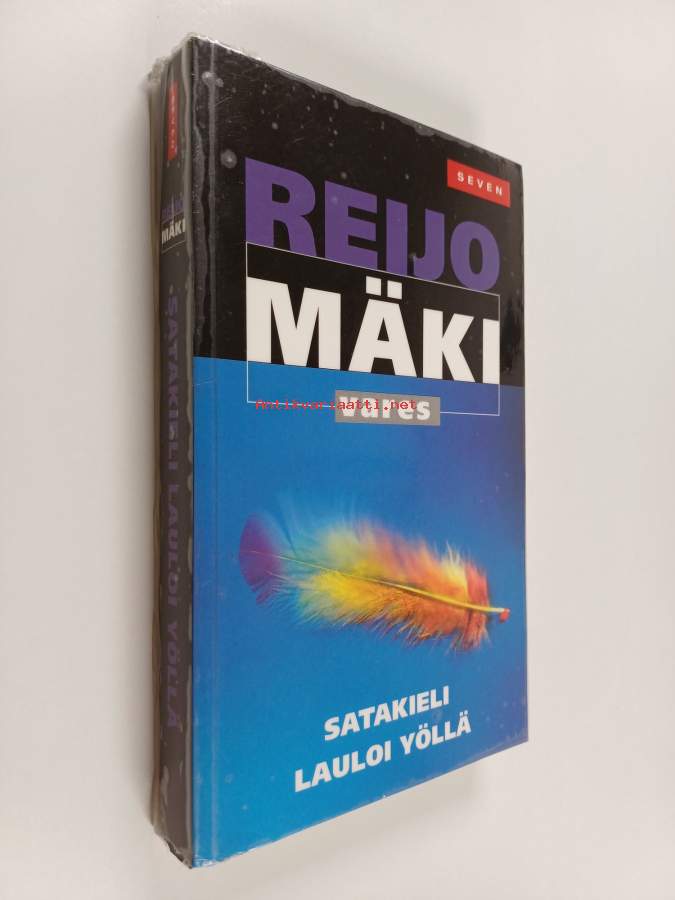 SEVEN
REIJO
MÄKI
vares
Antikvariaatti.net
SATAKIELI
LAULOI YÖLLÄ
SEVEN
REIJO
MÄKI
SATAKIELI LAULOI YÖLLÄ